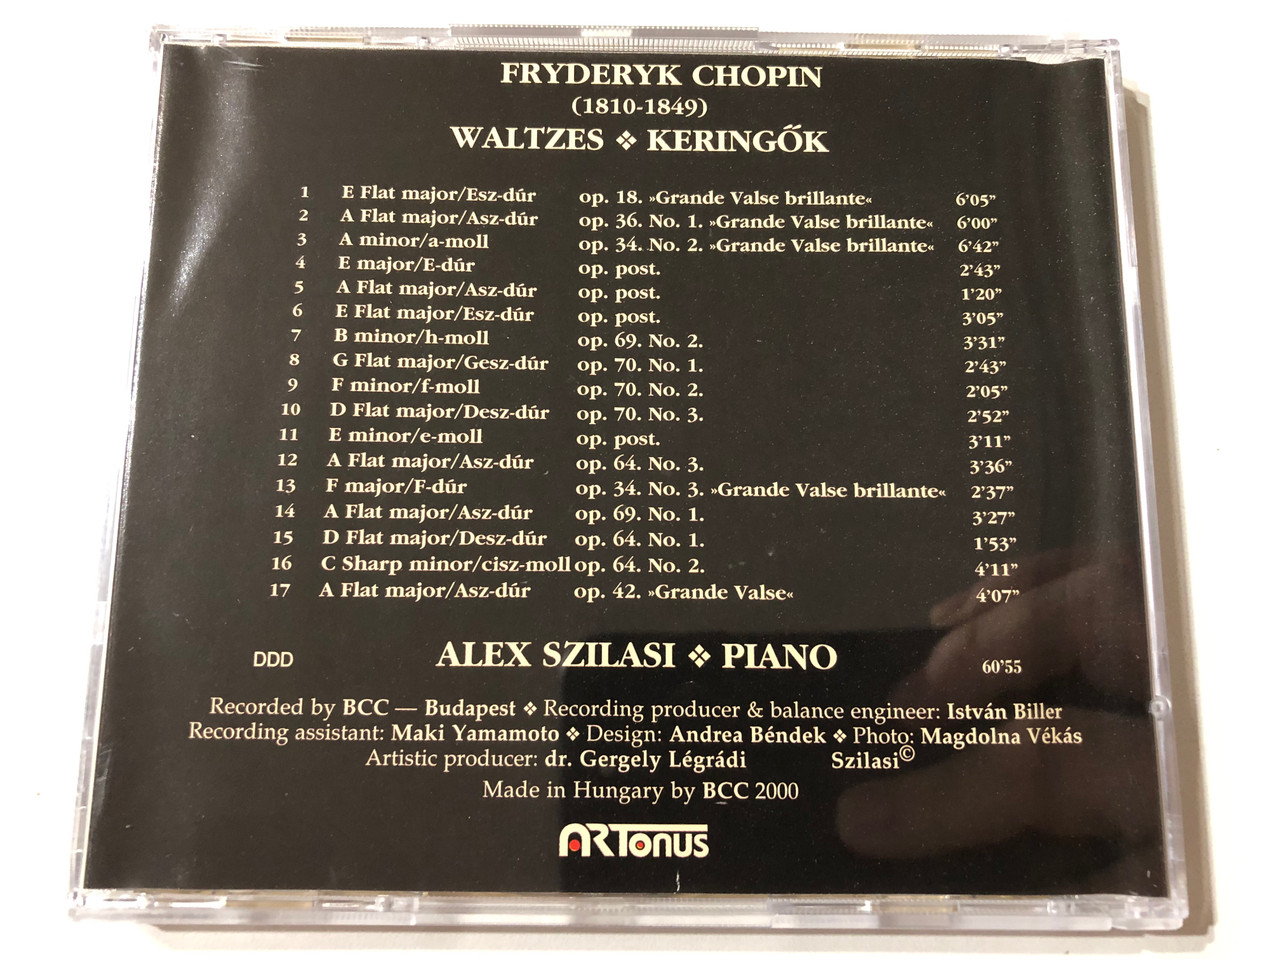 FRYDERYK CHOPIN
(1810-1849)
WALTZES ❖ KERINGŐK
1 E Flat major/Esz-dúr op. 18. »Grande Valse brillante« 6’05”
2 A Flat major/Asz-dúr op. 36. No. 1. »Grande Valse brillante« 6’00”
3 A minor/a-moll op. 34. No. 2. »Grande Valse brillante« 6’42”
4 E major/E-dúr op. post. 2’43”
5 A Flat major/Asz-dúr op. post. 1’20”
6 E Flat major/Esz-dúr op. post. 3’05”
7 B minor/h-moll op. 69. No. 2. 3’31”
8 G Flat major/Gesz-dúr op. 70. No. 1. 2’43”
9 F minor/f-moll op. 70. No. 2. 2’05”
10 D Flat major/Desz-dúr op. 70. No. 3. 2’52”
11 E minor/e-moll op. post. 3’11”
12 A Flat major/Asz-dúr op. 64. No. 3. 3’36”
13 F major/F-dúr op. 34. No. 3. »Grande Valse brillante« 2’37”
14 A Flat major/Asz-dúr op. 69. No. 1. 3’27”
15 D Flat major/Desz-dúr op. 64. No. 1. 1’53”
16 C Sharp minor/cisz-moll op. 64. No. 2. 4’11”
17 A Flat major/Asz-dúr op. 42. »Grande Valse« 4’07”
DDD ALEX SZILASI ❖ PIANO 60’55
Recorded by BCC — Budapest ❖ Recording producer & balance engineer: István Biller
Recording assistant: Maki Yamamoto ❖ Design: Andrea Béndek ❖ Photo: Magdolna Vékás
Artistic producer: dr. Gergely Légrádi Szilasi©
Made in Hungary by BCC 2000
ARTonus